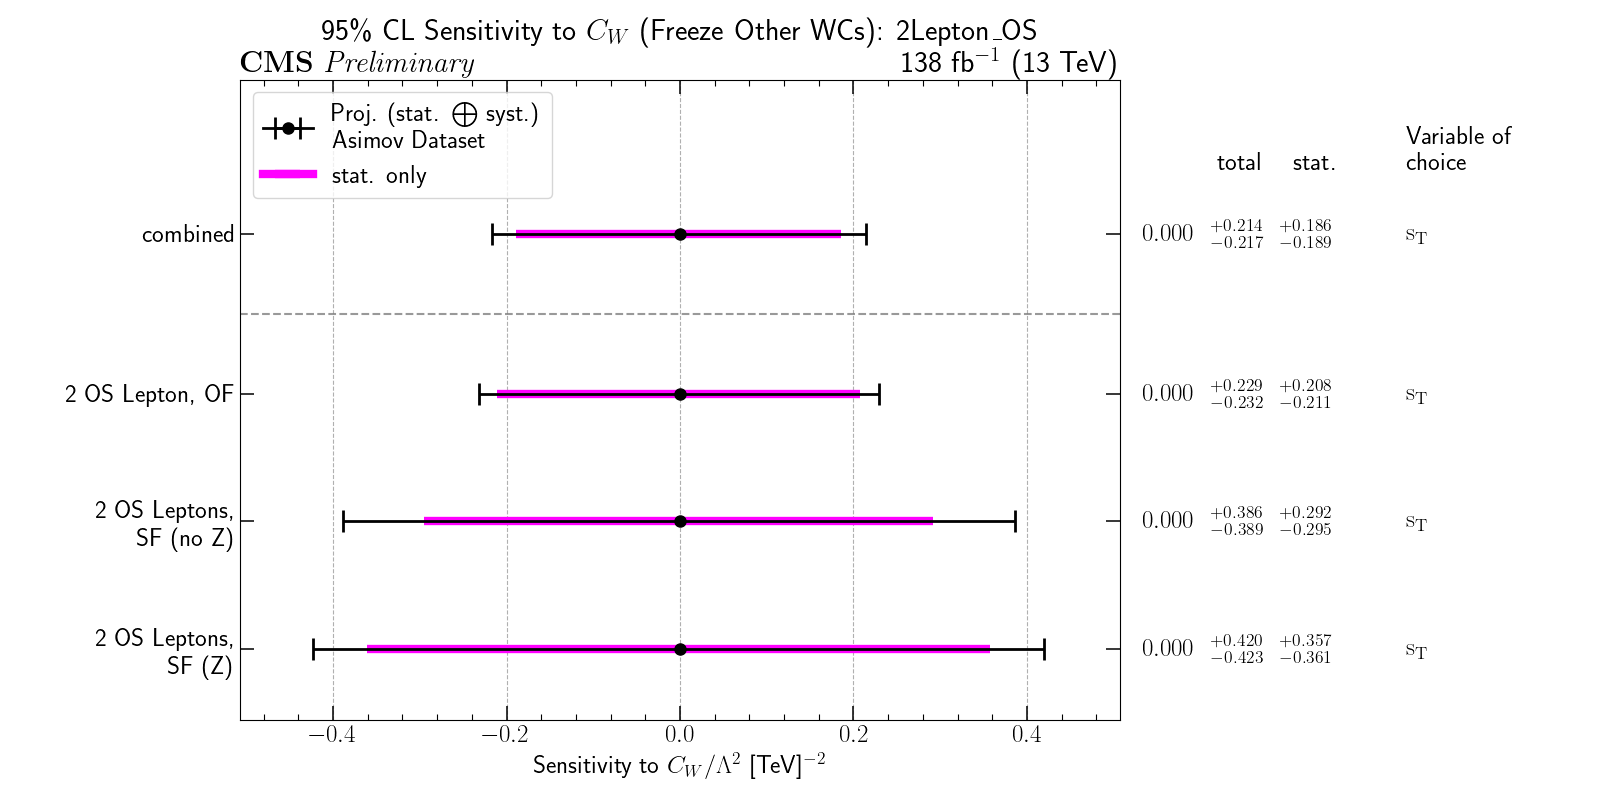 95% CL Sensitivity to C_W (Freeze Other WCs): 2Lepton_OS
CMS Preliminary 138 fb⁻¹ (13 TeV)
Proj. (stat. ⨁ syst.)
Asimov Dataset
stat. only
Variable of
choice
total stat.
combined 0.000 +0.214 −0.217 +0.186 −0.189 s_T
2 OS Lepton, OF 0.000 +0.229 −0.232 +0.208 −0.211 s_T
2 OS Leptons,
SF (no Z) 0.000 +0.386 −0.389 +0.292 −0.295 s_T
2 OS Leptons,
SF (Z) 0.000 +0.420 −0.423 +0.357 −0.361 s_T
−0.4 −0.2 0.0 0.2 0.4
Sensitivity to C_W/Λ² [TeV]⁻²